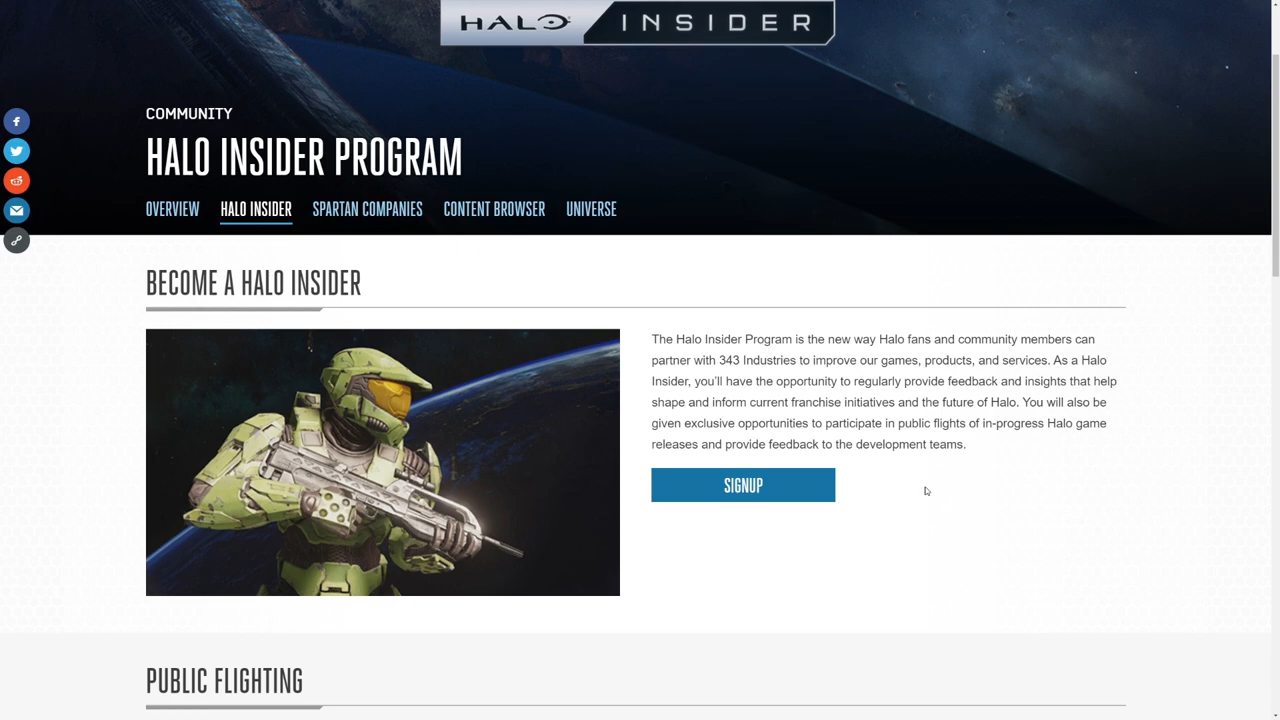 HALO INSIDER
COMMUNITY
HALO INSIDER PROGRAM
OVERVIEW HALO INSIDER SPARTAN COMPANIES CONTENT BROWSER UNIVERSE
BECOME A HALO INSIDER
The Halo Insider Program is the new way Halo fans and community members can
partner with 343 Industries to improve our games, products, and services. As a Halo
Insider, you'll have the opportunity to regularly provide feedback and insights that help
shape and inform current franchise initiatives and the future of Halo. You will also be
given exclusive opportunities to participate in public flights of in-progress Halo game
releases and provide feedback to the development teams.
SIGNUP
PUBLIC FLIGHTING